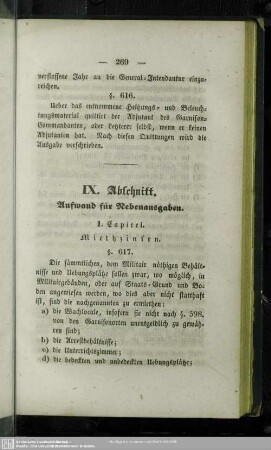 — 269 —
verflossene Jahr an die General-Intendantur einzu-
reichen.
§. 616.
Ueber das entnommene Heizungs- und Beleuch-
tungsmaterial quittirt der Adjutant des Garnison-
Commandanten, aber Letzterer selbst, wenn er keinen
Adjutanten hat. Nach diesen Quittungen wird die
Ausgabe verschrieben.
IX. Abschnitt.
Aufwand für Nebenausgaben.
I. Capitel.
Miethzinsen.
§. 617.
Die sämmtlichen, dem Militair nöthigen Behält-
nisse und Uebungsplätze sollen zwar, wo möglich, in
Militairgebäuden, oder auf Staats-Grund und Bo-
den angewiesen werden, wo dies aber nicht statthaft
ist, sind die nachgenannten zu ermiethen:
a) die Wachlocale, insofern sie nicht nach §. 598.
von den Garnisonorten unentgeldlich zu gewäh-
ren sind;
b) die Arrestbehältnisse;
c) die Unterrichtszimmer;
d) die bedeckten und unbedeckten Uebungsplätze;